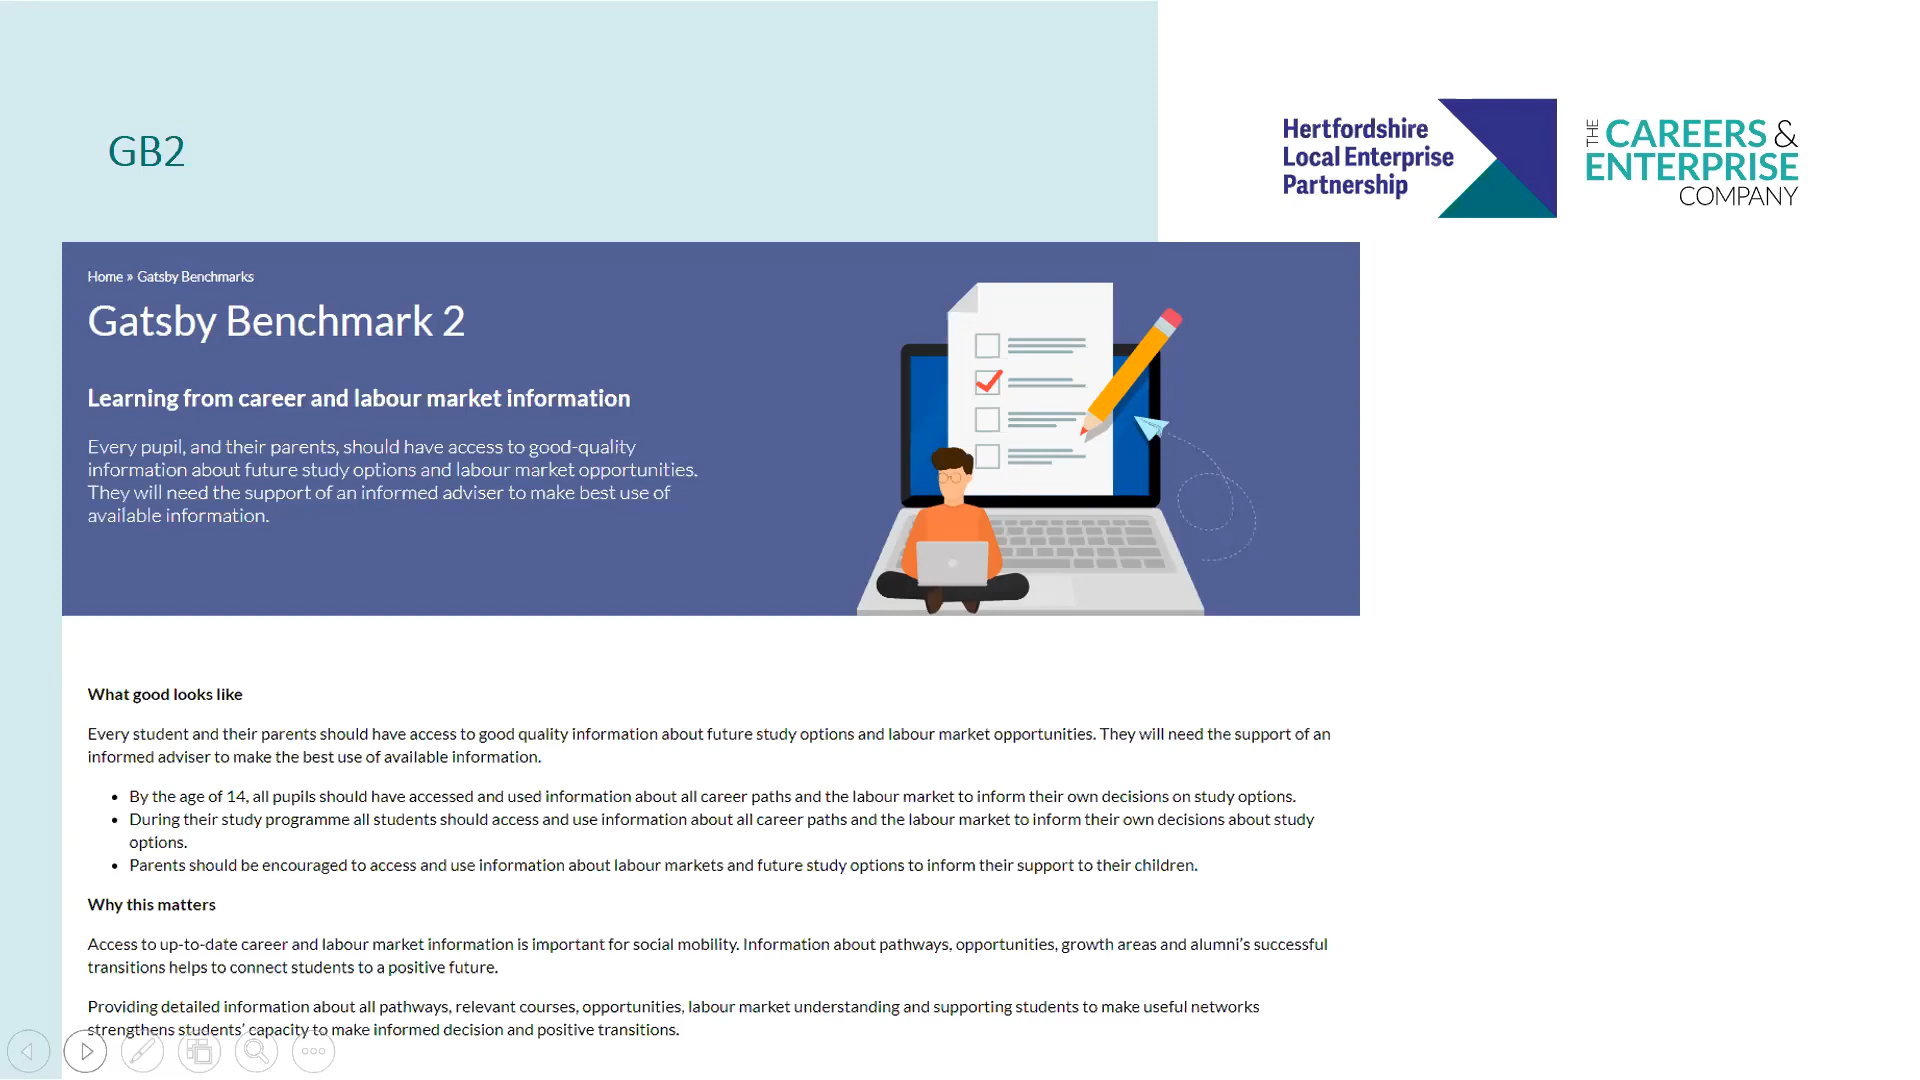 GB2
Hertfordshire
Local Enterprise
Partnership
THE CAREERS &
ENTERPRISE
COMPANY
Home » Gatsby Benchmarks
Gatsby Benchmark 2
Learning from career and labour market information
Every pupil, and their parents, should have access to good-quality
information about future study options and labour market opportunities.
They will need the support of an informed adviser to make best use of
available information.
What good looks like
Every student and their parents should have access to good quality information about future study options and labour market opportunities. They will need the support of an
informed adviser to make the best use of available information.
• By the age of 14, all pupils should have accessed and used information about all career paths and the labour market to inform their own decisions on study options.
• During their study programme all students should access and use information about all career paths and the labour market to inform their own decisions about study
options.
• Parents should be encouraged to access and use information about labour markets and future study options to inform their support to their children.
Why this matters
Access to up-to-date career and labour market information is important for social mobility. Information about pathways, opportunities, growth areas and alumni's successful
transitions helps to connect students to a positive future.
Providing detailed information about all pathways, relevant courses, opportunities, labour market understanding and supporting students to make useful networks
strengthens students' capacity to make informed decision and positive transitions.